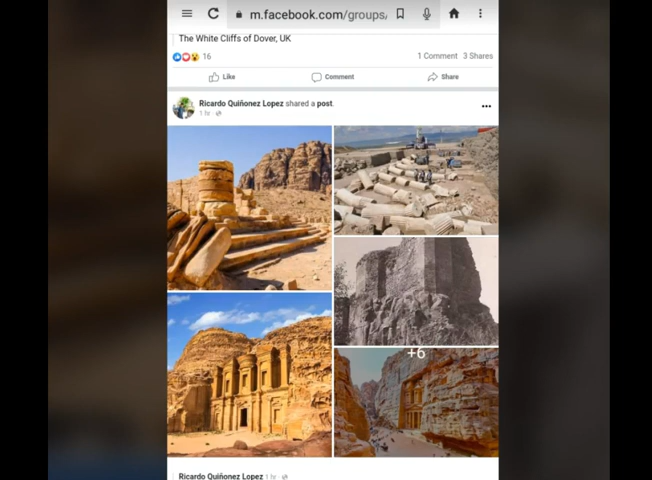 m.facebook.com/groups/
The White Cliffs of Dover, UK
16
1 Comment 3 Shares
Like Comment Share
Ricardo Quiñonez Lopez shared a post.
1 hr
+6
Ricardo Quiñonez Lopez 1 hr